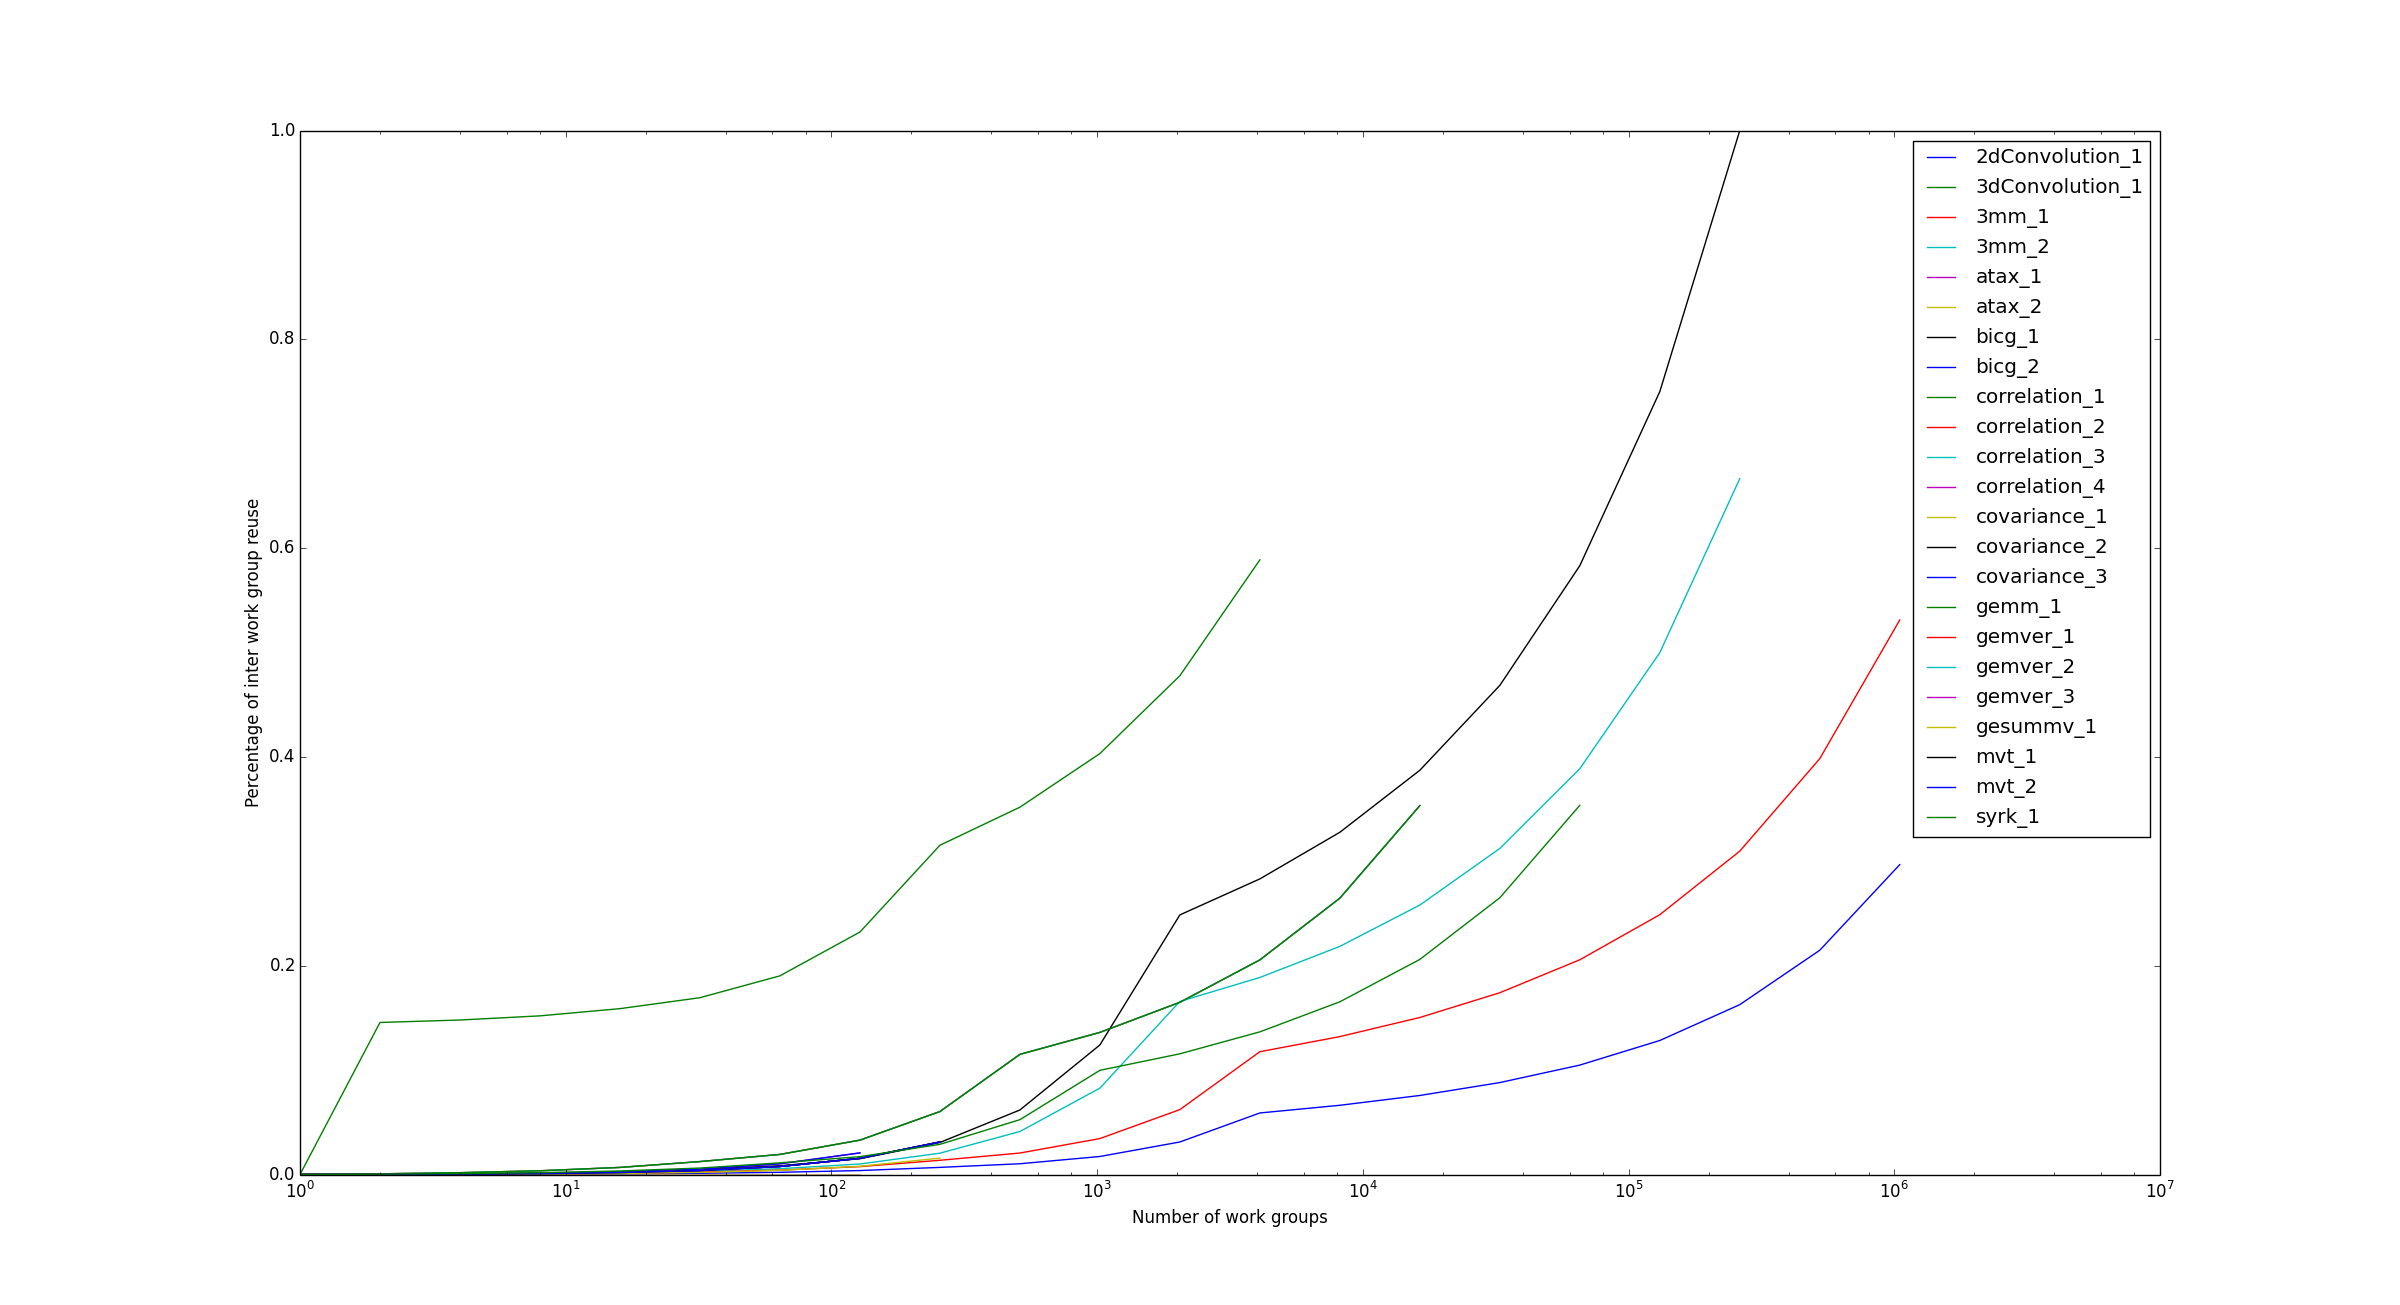 1.0
0.8
0.6
0.4
0.2
0.0
Percentage of inter work group reuse
10^0
10^1
10^2
10^3
10^4
10^5
10^6
10^7
Number of work groups
2dConvolution_1
3dConvolution_1
3mm_1
3mm_2
atax_1
atax_2
bicg_1
bicg_2
correlation_1
correlation_2
correlation_3
correlation_4
covariance_1
covariance_2
covariance_3
gemm_1
gemver_1
gemver_2
gemver_3
gesummv_1
mvt_1
mvt_2
syrk_1